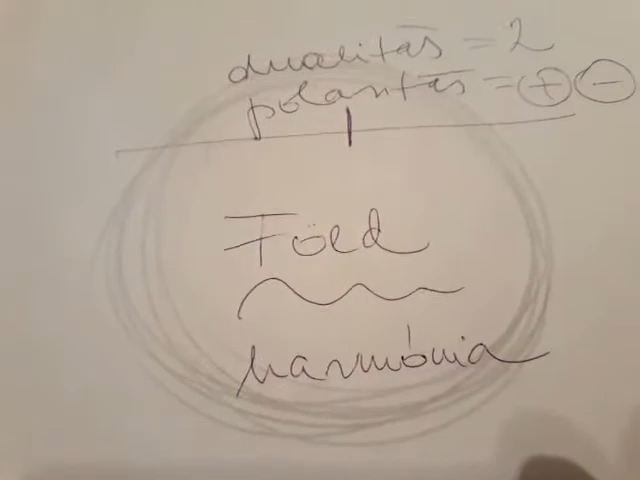 dualitás = 2
polaritás = + -
Föld
harmónia